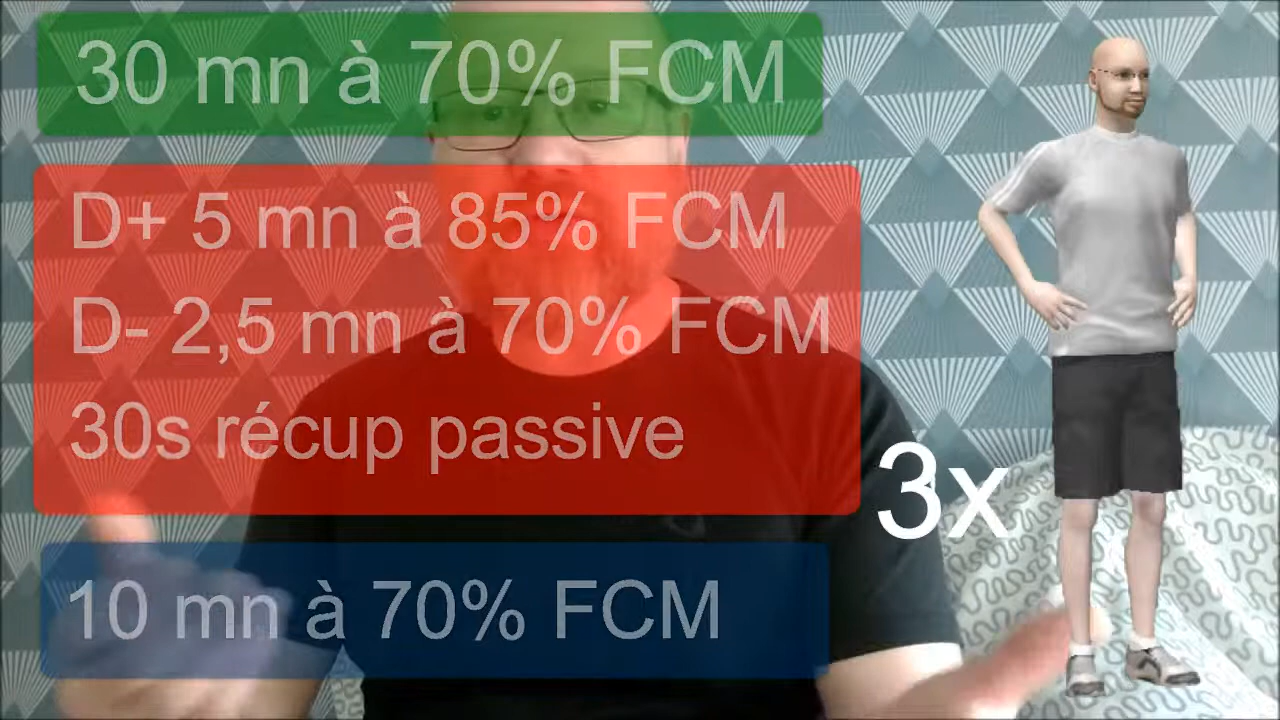 30 mn à 70% FCM
D+ 5 mn à 85% FCM
D- 2,5 mn à 70% FCM
30s récup passive
3x
10 mn à 70% FCM